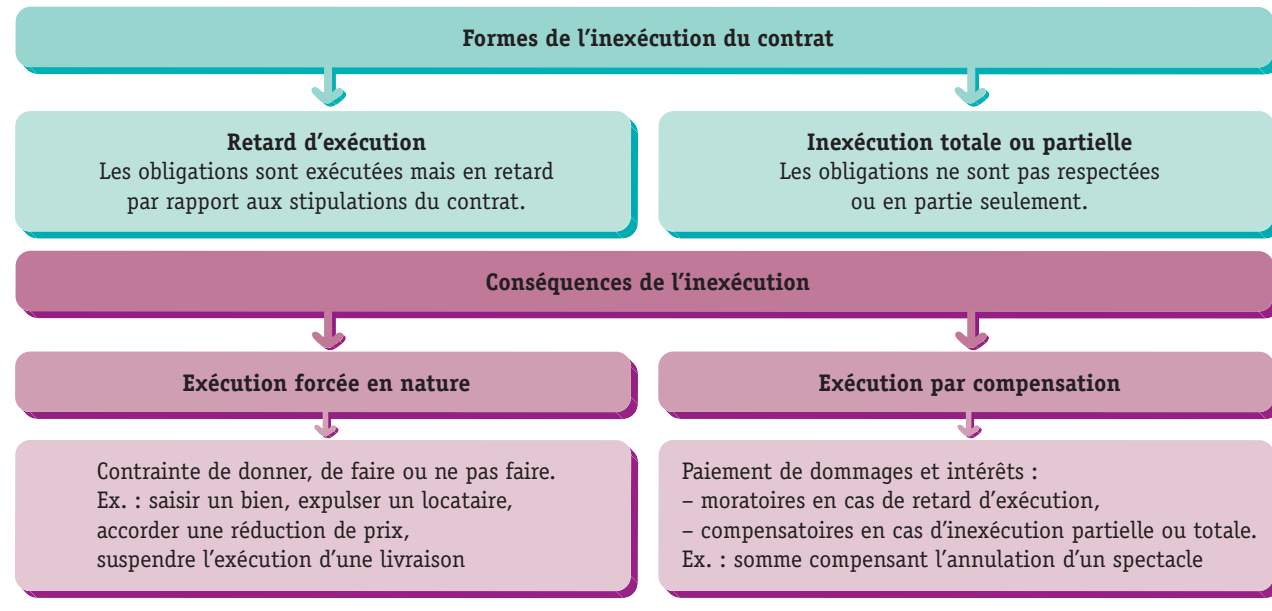 Formes de l’inexécution du contrat
Retard d’exécution
Les obligations sont exécutées mais en retard
par rapport aux stipulations du contrat.
Inexécution totale ou partielle
Les obligations ne sont pas respectées
ou en partie seulement.
Conséquences de l’inexécution
Exécution forcée en nature
Contrainte de donner, de faire ou ne pas faire.
Ex. : saisir un bien, expulser un locataire,
accorder une réduction de prix,
suspendre l’exécution d’une livraison
Exécution par compensation
Paiement de dommages et intérêts :
– moratoires en cas de retard d’exécution,
– compensatoires en cas d’inexécution partielle ou totale.
Ex. : somme compensant l’annulation d’un spectacle